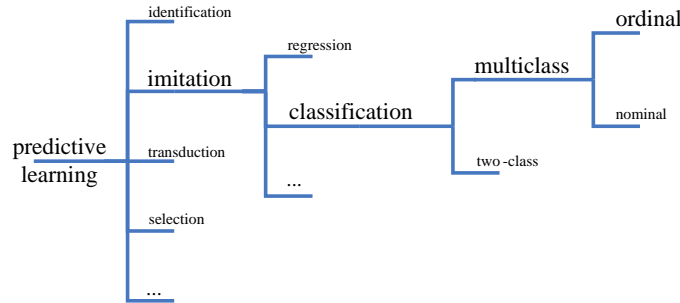 identification
imitation
predictive
learning
transduction
selection
...
regression
classification
...
multiclass
two-class
ordinal
nominal